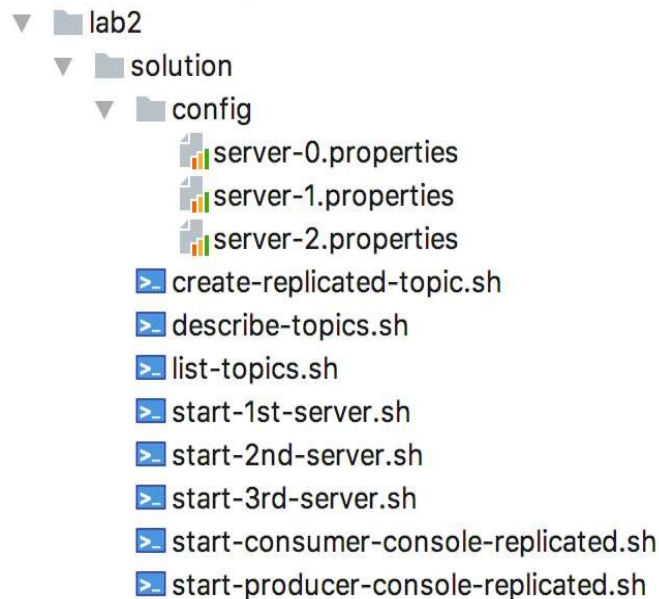 lab2
solution
config
server-0.properties
server-1.properties
server-2.properties
create-replicated-topic.sh
describe-topics.sh
list-topics.sh
start-1st-server.sh
start-2nd-server.sh
start-3rd-server.sh
start-consumer-console-replicated.sh
start-producer-console-replicated.sh